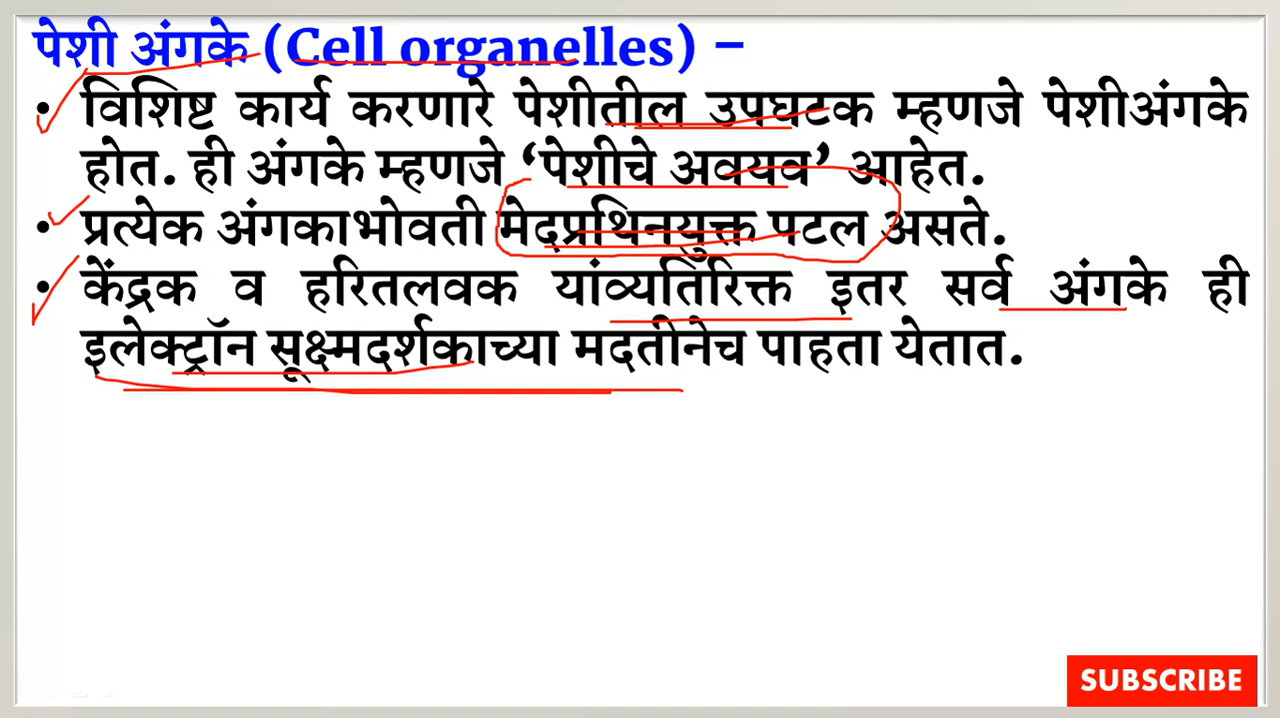 पेशी अंगके (Cell organelles) –
• विशिष्ट कार्य करणारे पेशीतील उपघटक म्हणजे पेशीअंगके
होत. ही अंगके म्हणजे ‘पेशीचे अवयव’ आहेत.
• प्रत्येक अंगकाभोवती मेदप्रथिनयुक्त पटल असते.
• केंद्रक व हरितलवक यांव्यतिरिक्त इतर सर्व अंगके ही
इलेक्ट्रॉन सूक्ष्मदर्शकाच्या मदतीनेच पाहता येतात.
SUBSCRIBE